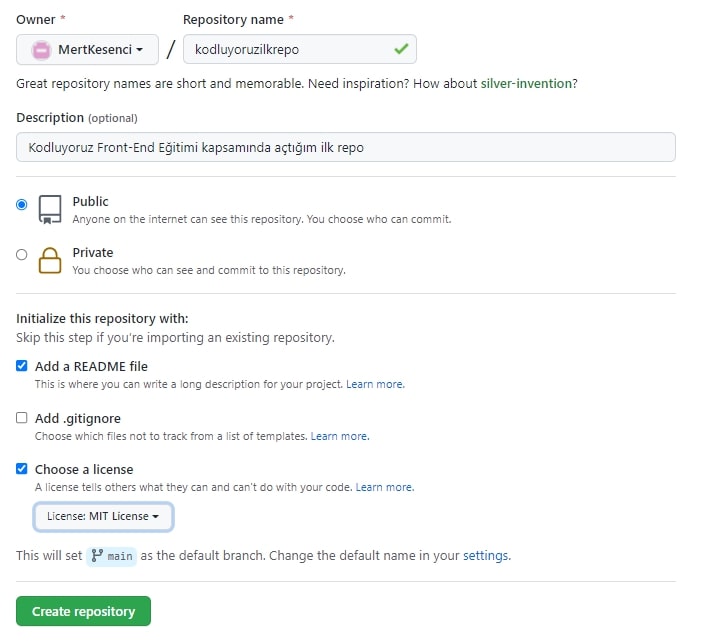 Owner * Repository name *
MertKesenci / kodluyoruzilkrepo
Great repository names are short and memorable. Need inspiration? How about silver-invention?
Description (optional)
Kodluyoruz Front-End Eğitimi kapsamında açtığım ilk repo
Public
Anyone on the internet can see this repository. You choose who can commit.
Private
You choose who can see and commit to this repository.
Initialize this repository with:
Skip this step if you're importing an existing repository.
Add a README file
This is where you can write a long description for your project. Learn more.
Add .gitignore
Choose which files not to track from a list of templates. Learn more.
Choose a license
A license tells others what they can and can't do with your code. Learn more.
License: MIT License
This will set main as the default branch. Change the default name in your settings.
Create repository